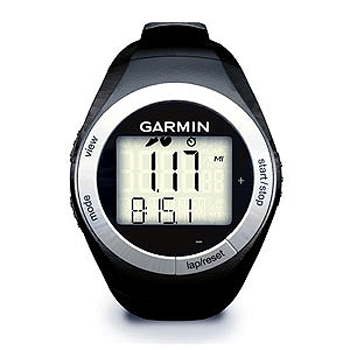 GARMIN
view
start/stop
1.17 MI
+
mode
8:15.1
-
lap/reset